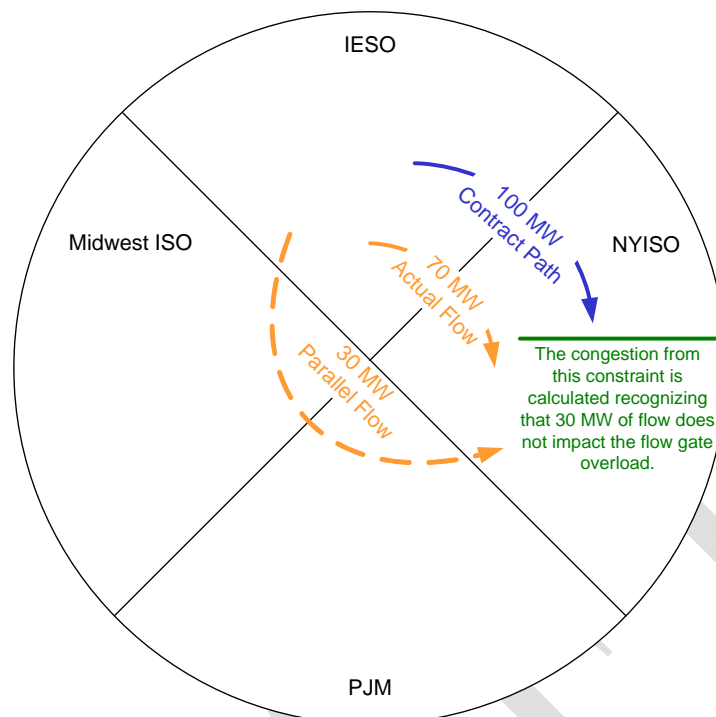 IESO
100 MW
Contract Path
Midwest ISO
NYISO
70 MW
Actual Flow
30 MW
Parallel Flow
The congestion from
this constraint is
calculated recognizing
that 30 MW of flow does
not impact the flow gate
overload.
PJM